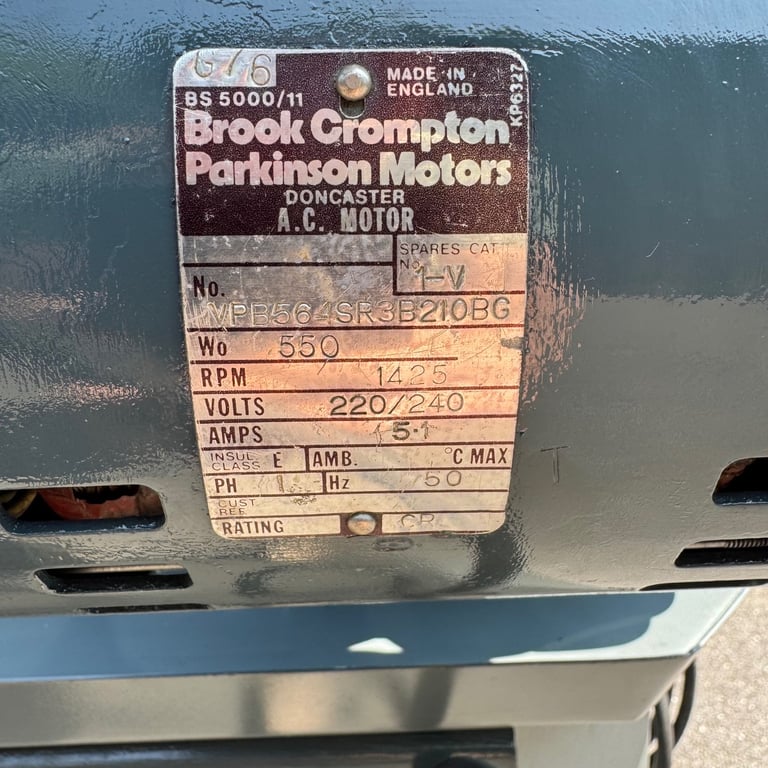 MADE IN
ENGLAND
KP6327
BS 5000/11
Brook Crompton
Parkinson Motors
DONCASTER
A.C. MOTOR
SPARES CAT
No. 1-V
No.
VPB564SR3B210BG
Wo 550
RPM 1425
VOLTS 220/240
AMPS 5·1
INSUL CLASS E AMB. °C MAX
PH 1 Hz 50
CUST. REF.
RATING CR
T